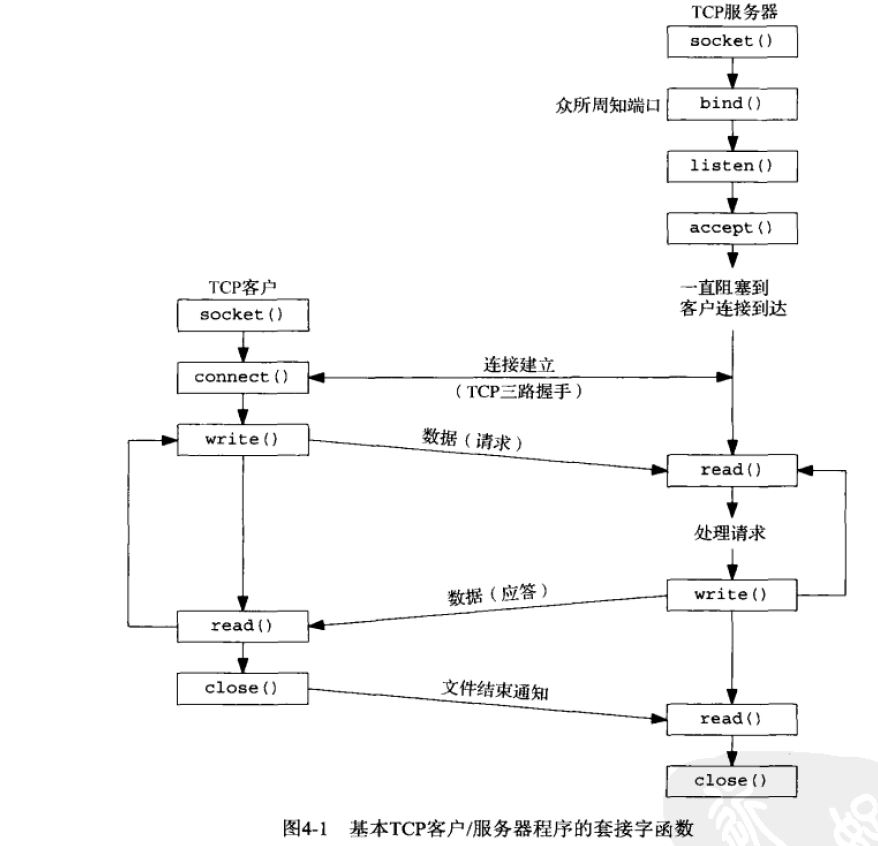 TCP服务器
socket()
众所周知端口
bind()
listen()
accept()
一直阻塞到
客户连接到达
TCP客户
socket()
connect()
连接建立
（TCP三路握手）
write()
数据（请求）
read()
处理请求
write()
数据（应答）
read()
close()
文件结束通知
read()
close()
图4-1 基本TCP客户/服务器程序的套接字函数